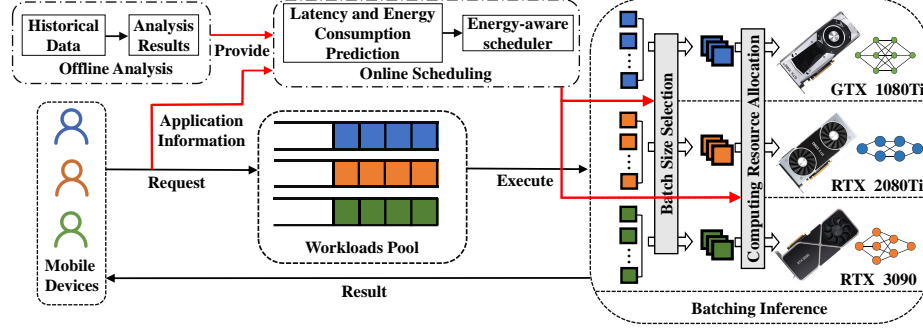 Historical
Data
Analysis
Results
Offline Analysis
Provide
Latency and Energy
Consumption
Prediction
Energy-aware
scheduler
Online Scheduling
Application
Information
Request
Mobile
Devices
Workloads Pool
Execute
Result
Batch Size Selection
Computing Resource Allocation
GTX 1080Ti
RTX 2080Ti
RTX 3090
Batching Inference